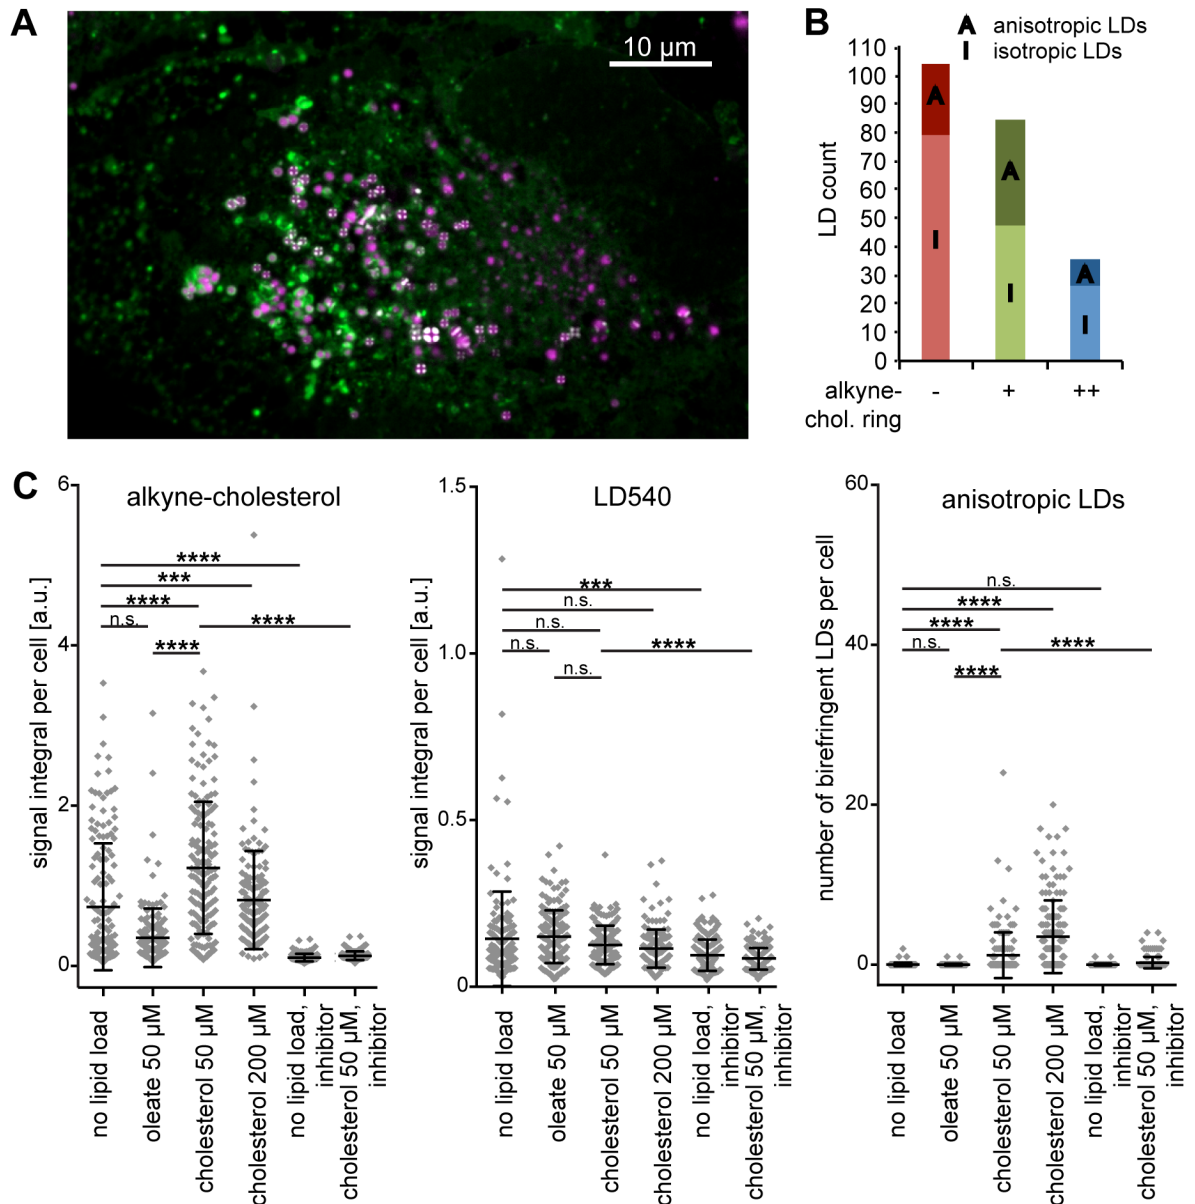 A
10 µm
B
A anisotropic LDs
I isotropic LDs
LD count
110
100
90
80
70
60
50
40
30
20
10
0
A
I
A
I
A
I
alkyne-
chol. ring
- + ++
C
alkyne-cholesterol
signal integral per cell [a.u.]
6
4
2
0
****
***
****
n.s.
****
****
no lipid load
oleate 50 µM
cholesterol 50 µM
cholesterol 200 µM
no lipid load,
inhibitor
cholesterol 50 µM,
inhibitor
LD540
signal integral per cell [a.u.]
1.5
1.0
0.5
0
***
n.s.
n.s.
n.s.
****
n.s.
no lipid load
oleate 50 µM
cholesterol 50 µM
cholesterol 200 µM
no lipid load,
inhibitor
cholesterol 50 µM,
inhibitor
anisotropic LDs
number of birefringent LDs per cell
60
40
20
0
n.s.
****
****
n.s.
****
****
no lipid load
oleate 50 µM
cholesterol 50 µM
cholesterol 200 µM
no lipid load,
inhibitor
cholesterol 50 µM,
inhibitor